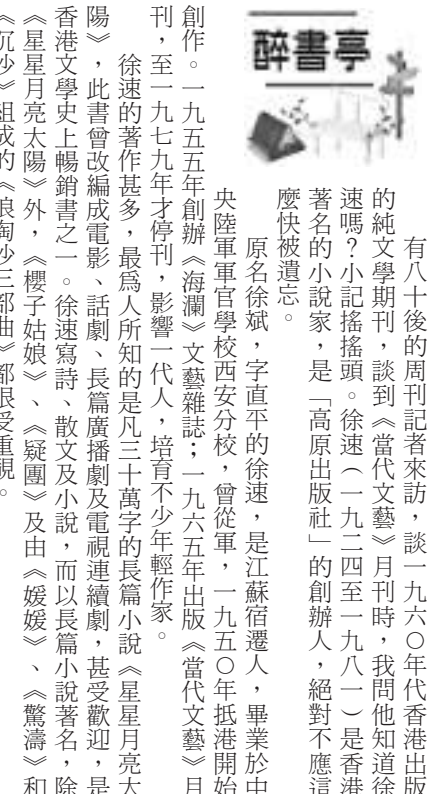 醉書亭
有八十後的周刊記者來訪，談一九六○年代香港出版
的純文學期刊，談到《當代文藝》月刊時，我問他知道徐
速嗎？小記搖搖頭。徐速（一九二四至一九八一）是香港
著名的小說家，是「高原出版社」的創辦人，絕對不應這
麼快被遺忘。
原名徐斌，字直平的徐速，是江蘇宿遷人，畢業於中
央陸軍軍官學校西安分校，曾從軍，一九五○年抵港開始
創作。一九五五年創辦《海瀾》文藝雜誌；一九六五年出版《當代文藝》月
刊，至一九七九年才停刊，影響一代人，培育不少年輕作家。
徐速的著作甚多，最為人所知的是凡三十萬字的長篇小說《星星月亮太
陽》，此書曾改編成電影、話劇、長篇廣播劇及電視連續劇，甚受歡迎，是
香港文學史上暢銷書之一。徐速寫詩、散文及小說，而以長篇小說著名，除
《星星月亮太陽》外，《櫻子姑娘》、《疑團》及由《媛媛》、《驚濤》和
《沉沙》組成的《浪淘沙三部曲》都很受重視。